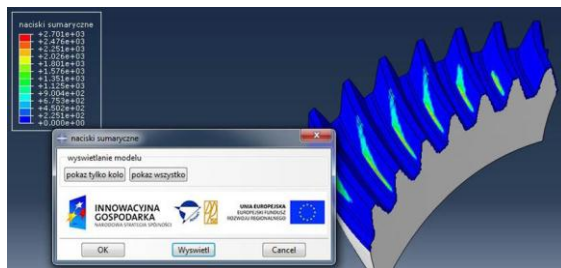 naciski sumaryczne
+2.701e+03
+2.476e+03
+2.251e+03
+2.026e+03
+1.801e+03
+1.576e+03
+1.351e+03
+1.125e+03
+9.004e+02
+6.753e+02
+4.502e+02
+2.251e+02
+0.000e+00
naciski sumaryczne
wyswietlanie modelu
pokaz tylko kolo
pokaz wszystko
INNOWACYJNA
GOSPODARKA
NARODOWA STRATEGIA SPÓJNOŚCI
UNIA EUROPEJSKA
EUROPEJSKI FUNDUSZ
ROZWOJU REGIONALNEGO
OK
Wyswietl
Cancel